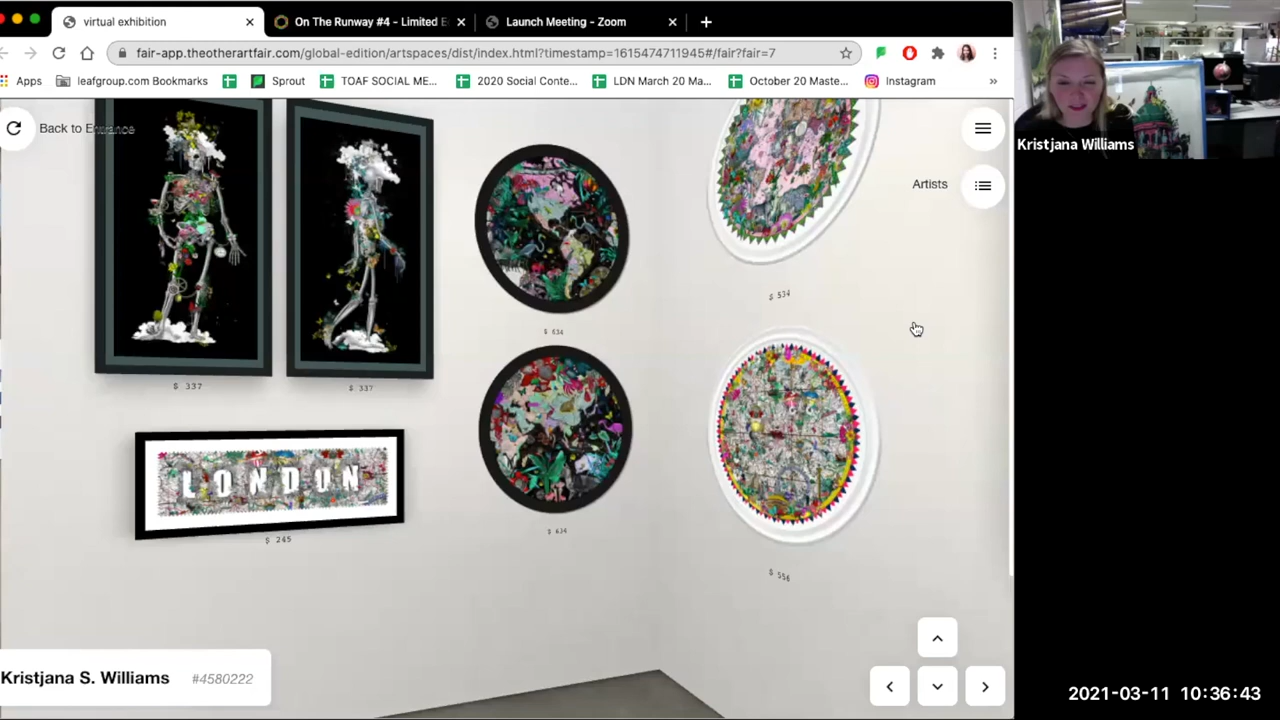 virtual exhibition
On The Runway #4 - Limited E
Launch Meeting - Zoom
fair-app.theotherartfair.com/global-edition/artspaces/dist/index.html?timestamp=1615474711945#/fair?fair=7
Apps
leafgroup.com Bookmarks
Sprout
TOAF SOCIAL ME...
2020 Social Conte...
LDN March 20 Ma...
October 20 Maste...
Instagram
»
Back to Entrance
Artists
Kristjana Williams
$ 534
$ 634
$ 337
$ 337
LONDON
$ 245
$ 634
$ 556
Kristjana S. Williams #4580222
2021-03-11 10:36:43